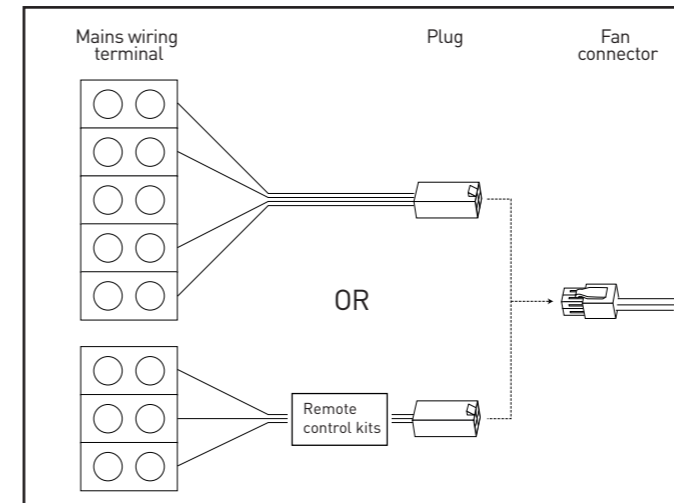 Mains wiring
terminal
Plug
Fan
connector
OR
Remote
control kits